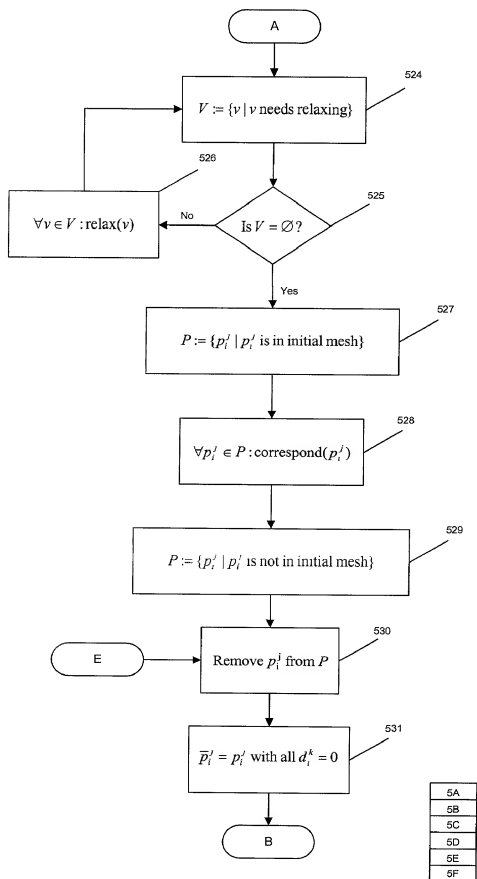 A
524
V := {v | v needs relaxing}
526
525
∀v ∈ V : relax(v)
No
Is V = ∅ ?
Yes
527
P := {p_i^j | p_i^j is in initial mesh}
528
∀p_i^j ∈ P : correspond(p_i^j)
529
P := {p_i^j | p_i^j is not in initial mesh}
530
E
Remove p_i^j from P
531
p̅_i^j = p_i^j with all d_i^k = 0
B
5A
5B
5C
5D
5E
5F